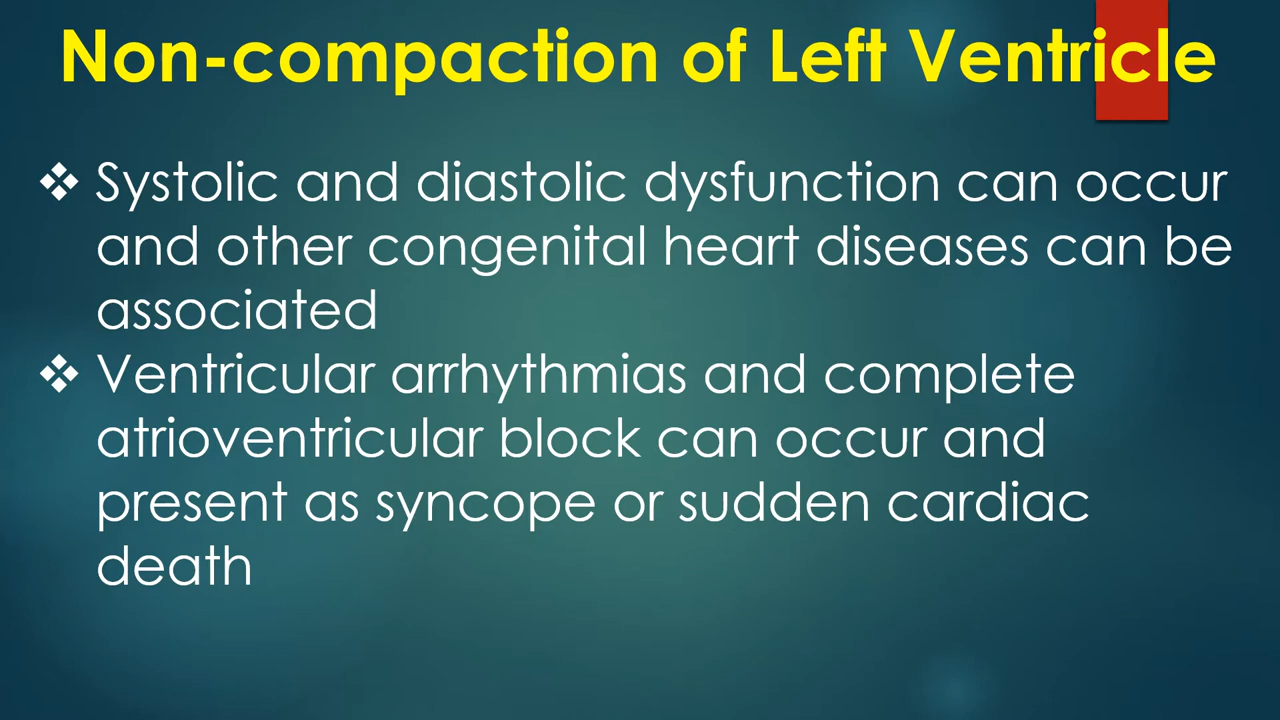 Non-compaction of Left Ventricle
❖ Systolic and diastolic dysfunction can occur
and other congenital heart diseases can be
associated
❖ Ventricular arrhythmias and complete
atrioventricular block can occur and
present as syncope or sudden cardiac
death